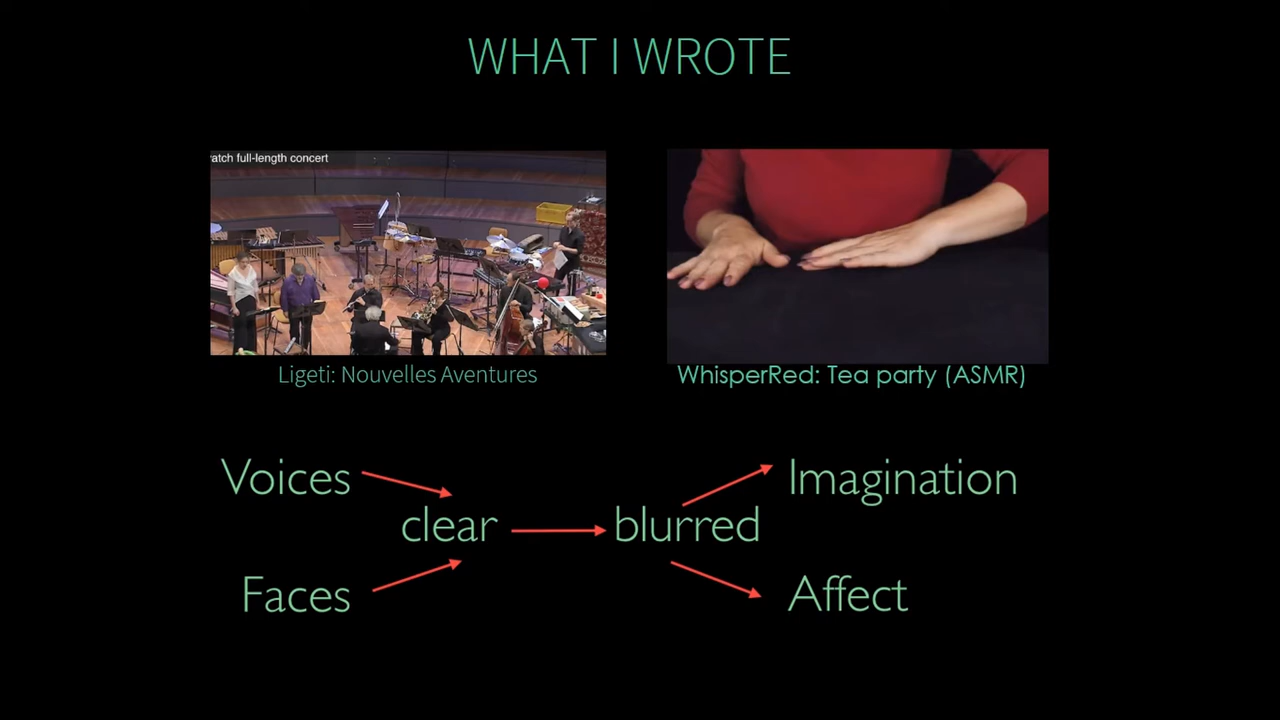 WHAT I WROTE
atch full-length concert
Ligeti: Nouvelles Aventures
WhisperRed: Tea party (ASMR)
Voices
Imagination
clear
blurred
Faces
Affect